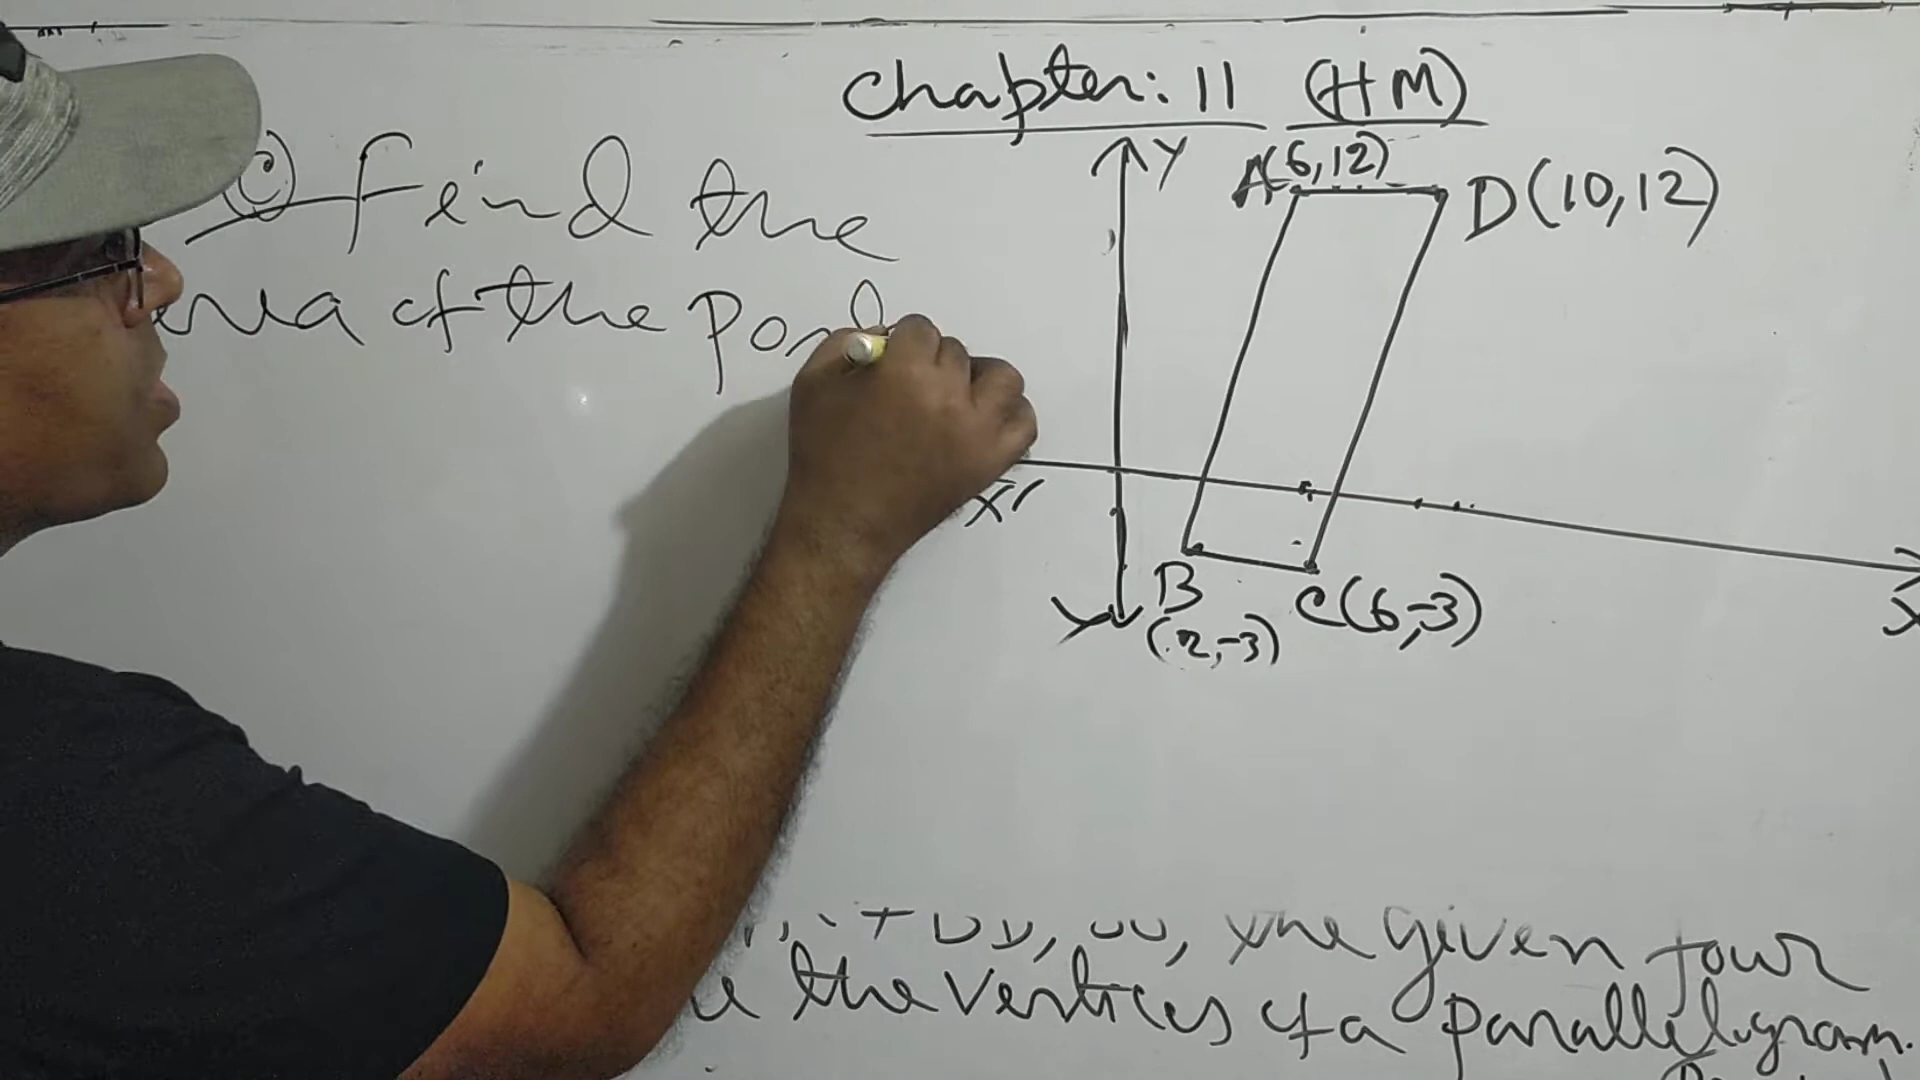 Chapter: 11 (HM)
(c) Find the
area of the
Y
A(6,12)
D(10,12)
X'
B
(2,-3)
C(6,-3)
Y'
X
the given four
the vertices of a parallelogram.